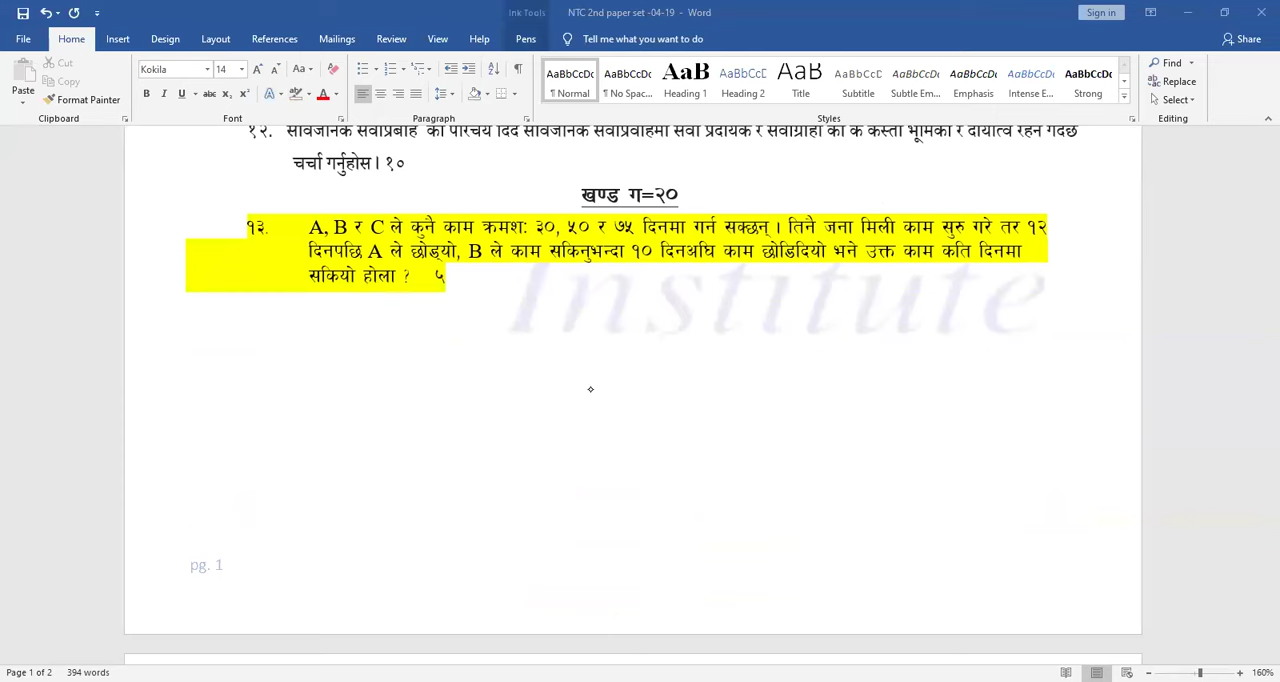 Ink Tools
NTC 2nd paper set -04-19 - Word
Sign in
File Home Insert Design Layout References Mailings Review View Help Pens Tell me what you want to do Share
Paste
Cut
Copy
Format Painter
Kokila 14
Find
Replace
Select
AaBbCcDc AaBbCcDc AaBbC AaBbCcD AaB AaBbCcD AaBbCcDc AaBbCcDc AaBbCcDc AaBbCcDc
¶ Normal ¶ No Spac... Heading 1 Heading 2 Title Subtitle Subtle Em... Emphasis Intense E... Strong
Clipboard Font Paragraph Styles Editing
चर्चा गर्नुहोस । १०
खण्ड ग=२०
१३. A, B र C ले कुनै काम क्रमश: ३०, ५० र ७५ दिनमा गर्न सक्छन् । तिनै जना मिली काम सुरु गरे तर १२
दिनपछि A ले छोड्यो, B ले काम सकिनुभन्दा १० दिनअघि काम छोडिदियो भने उक्त काम कति दिनमा
सकियो होला ? ५
Institute
pg. 1
Page 1 of 2 394 words 160%